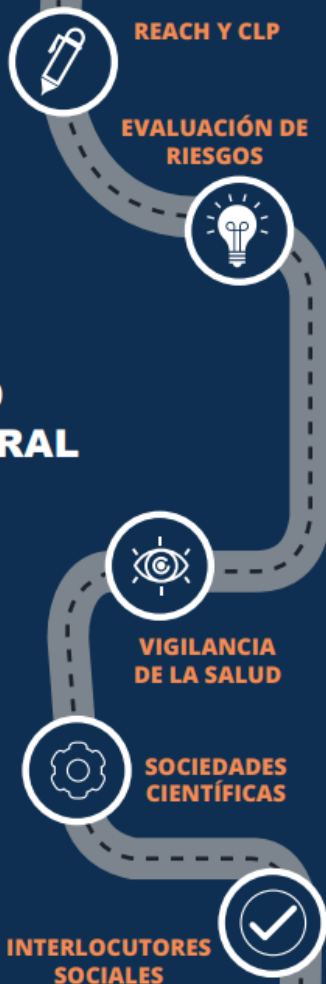 REACH Y CLP
EVALUACIÓN DE
RIESGOS
RAL
VIGILANCIA
DE LA SALUD
SOCIEDADES
CIENTÍFICAS
INTERLOCUTORES
SOCIALES